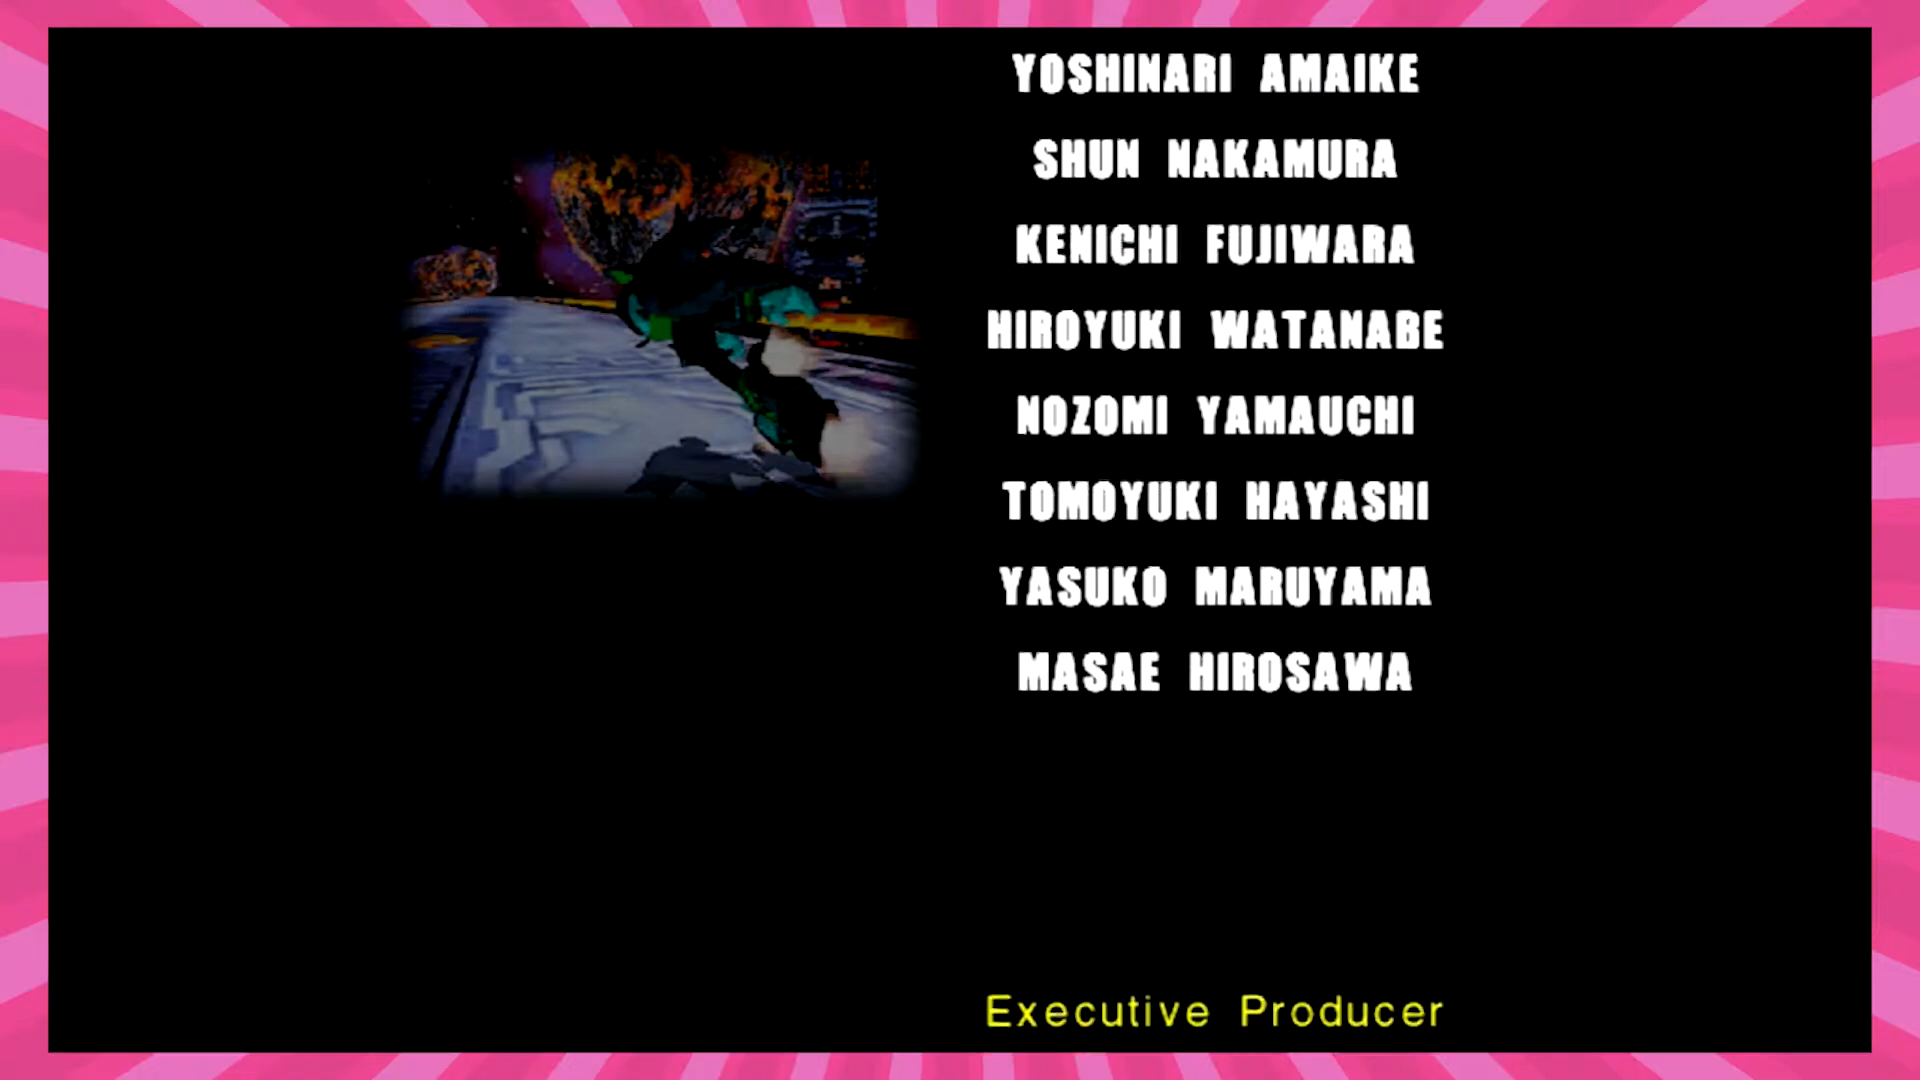 YOSHINARI AMAIKE
SHUN NAKAMURA
KENICHI FUJIWARA
HIROYUKI WATANABE
NOZOMI YAMAUCHI
TOMOYUKI HAYASHI
YASUKO MARUYAMA
MASAE HIROSAWA
Executive Producer